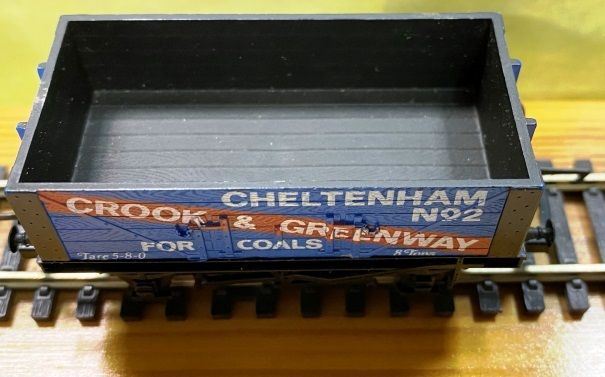 CHELTENHAM
CROOK & GREENWAY
Nº2
FOR COALS
Tare 5-8-0
8 Tons